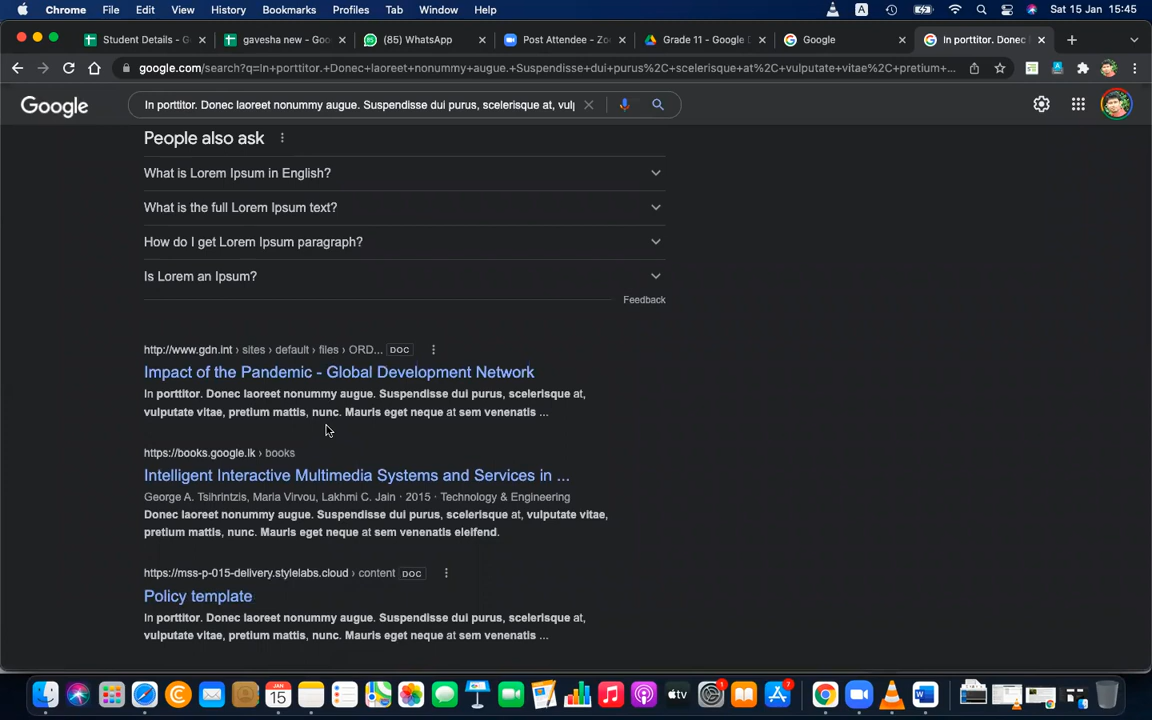 Chrome File Edit View History Bookmarks Profiles Tab Window Help A Sat 15 Jan 15:45
Student Details - G gavesha new - Goo (85) WhatsApp Post Attendee - Zo Grade 11 - Google Google In porttitor. Donec
google.com/search?q=In+porttitor.+Donec+laoreet+nonummy+augue.+Suspendisse+dui+purus%2C+scelerisque+at%2C+vulputate+vitae%2C+pretium+...
Google In porttitor. Donec laoreet nonummy augue. Suspendisse dui purus, scelerisque at, vulp
People also ask
What is Lorem Ipsum in English?
What is the full Lorem Ipsum text?
How do I get Lorem Ipsum paragraph?
Is Lorem an Ipsum?
Feedback
http://www.gdn.int › sites › default › files › ORD... DOC
Impact of the Pandemic - Global Development Network
In porttitor. Donec laoreet nonummy augue. Suspendisse dui purus, scelerisque at,
vulputate vitae, pretium mattis, nunc. Mauris eget neque at sem venenatis ...
https://books.google.lk › books
Intelligent Interactive Multimedia Systems and Services in ...
George A. Tsihrintzis, Maria Virvou, Lakhmi C. Jain · 2015 · Technology & Engineering
Donec laoreet nonummy augue. Suspendisse dui purus, scelerisque at, vulputate vitae,
pretium mattis, nunc. Mauris eget neque at sem venenatis eleifend.
https://mss-p-015-delivery.stylelabs.cloud › content DOC
Policy template
In porttitor. Donec laoreet nonummy augue. Suspendisse dui purus, scelerisque at,
vulputate vitae, pretium mattis, nunc. Mauris eget neque at sem venenatis ...
JAN 15 tv 1 7 W